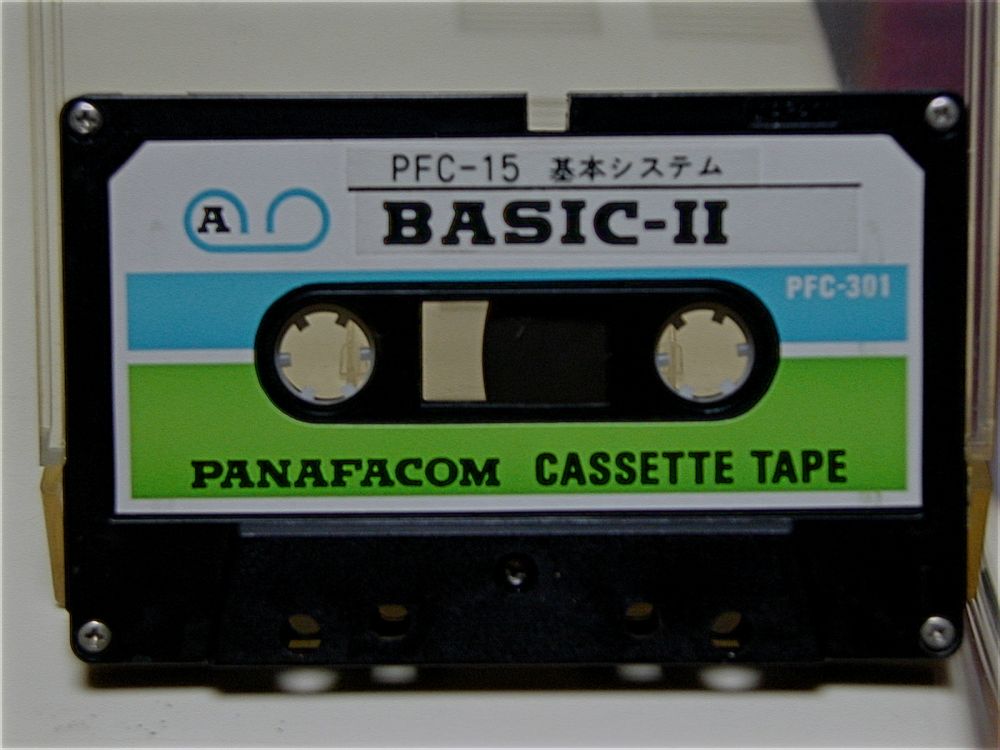 PFC-15 基本システム
A
BASIC-II
PFC-301
PANAFACOM CASSETTE TAPE